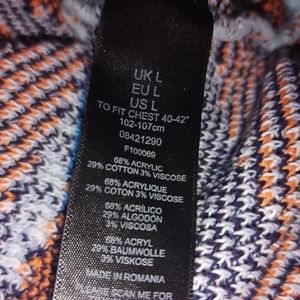 UK L
EU L
US L
TO FIT CHEST 40-42"
102-107cm
08421290
F100069
68% ACRYLIC
29% COTTON 3% VISCOSE
68% ACRYLIQUE
29% COTON 3% VISCOSE
68% ACRÍLICO
29% ALGODÓN
3% VISCOSA
68% ACRYL
29% BAUMWOLLE
3% VISKOSE
MADE IN ROMANIA
PLEASE SCAN ME FOR